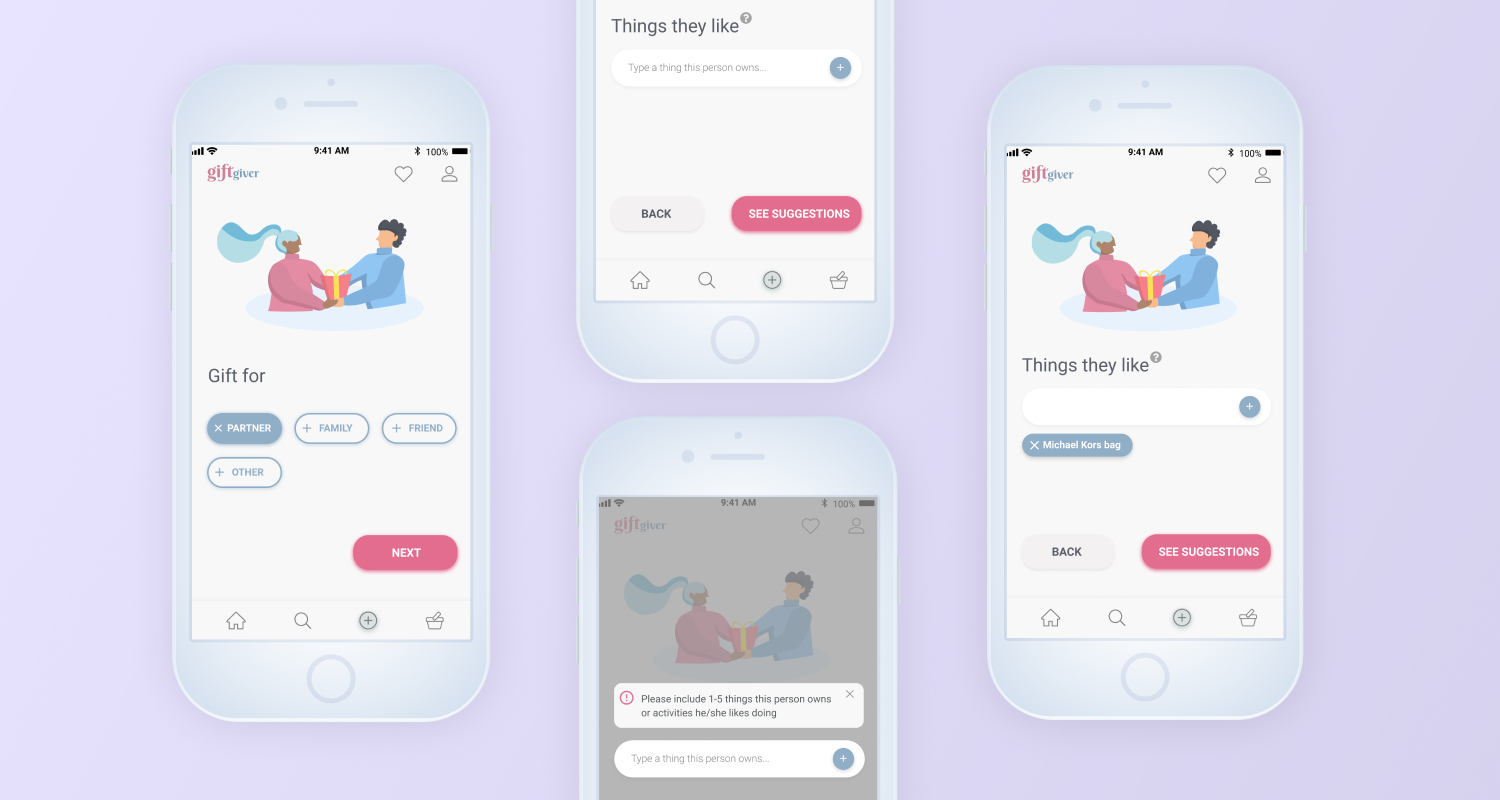 9:41 AM
100%
giftgiver
Gift for
PARTNER
FAMILY
FRIEND
OTHER
NEXT
Things they like?
Type a thing this person owns...
BACK
SEE SUGGESTIONS
9:41 AM
100%
giftgiver
Please include 1-5 things this person owns
or activities he/she likes doing
Type a thing this person owns...
9:41 AM
100%
giftgiver
Things they like?
Michael Kors bag
BACK
SEE SUGGESTIONS